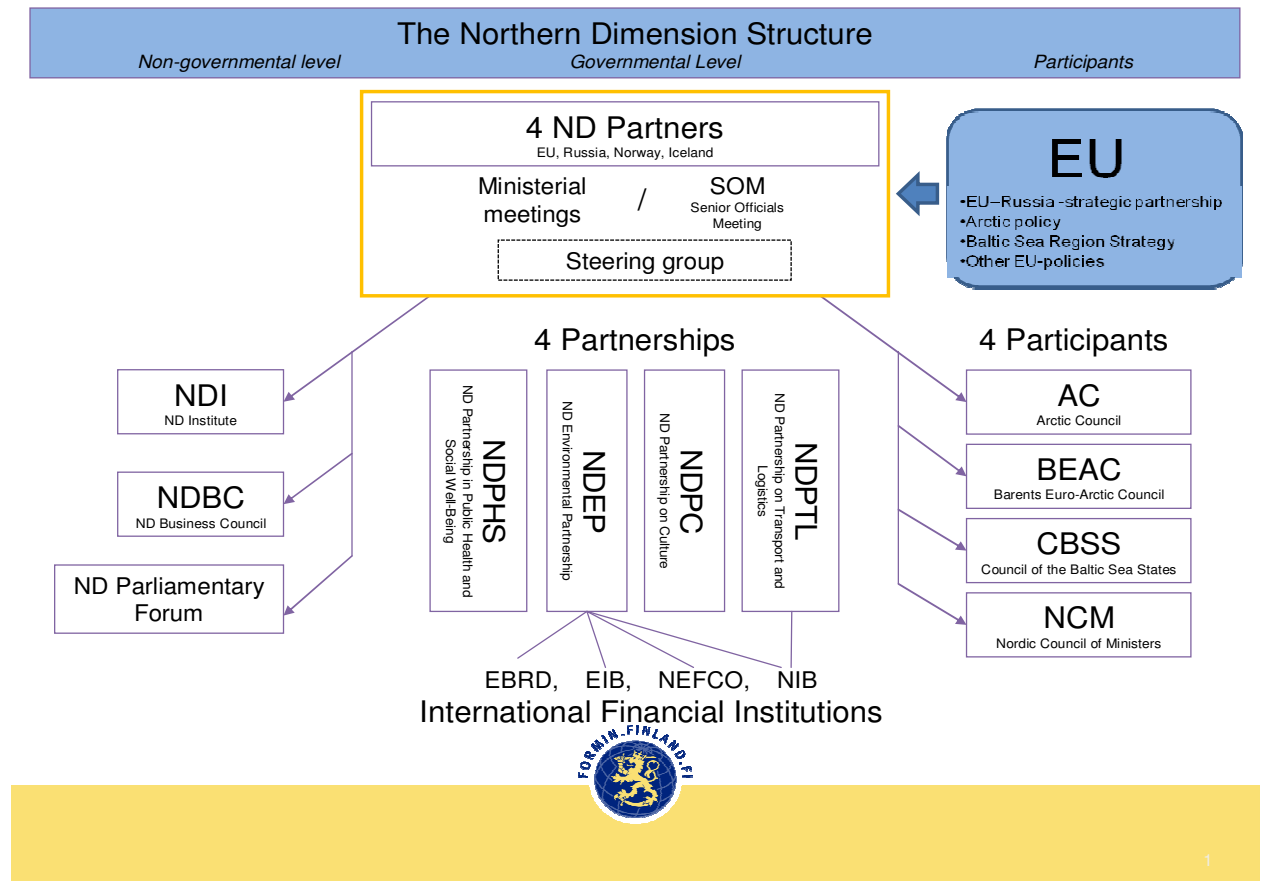 The Northern Dimension Structure
Non-governmental level
Governmental Level
Participants
4 ND Partners
EU, Russia, Norway, Iceland
Ministerial
meetings
/
SOM
Senior Officials
Meeting
Steering group
EU
•EU–Russia -strategic partnership
•Arctic policy
•Baltic Sea Region Strategy
•Other EU-policies
NDI
ND Institute
NDBC
ND Business Council
ND Parliamentary
Forum
4 Partnerships
NDPHS
ND Partnership in Public Health and
Social Well-Being
NDEP
ND Environmental Partnership
NDPC
ND Partnership on Culture
NDPTL
ND Partnership on Transport and
Logistics
4 Participants
AC
Arctic Council
BEAC
Barents Euro-Arctic Council
CBSS
Council of the Baltic Sea States
NCM
Nordic Council of Ministers
EBRD, EIB, NEFCO, NIB
International Financial Institutions
FORMIN.FINLAND.FI
1